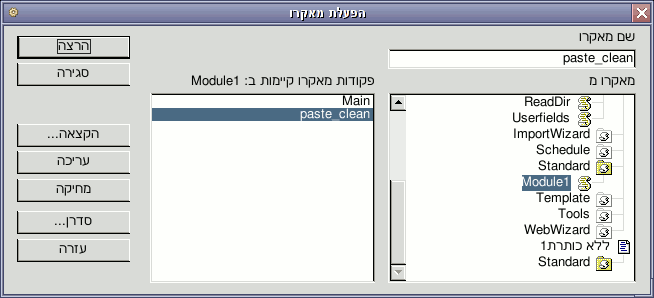 הפעלת מאקרו
שם מאקרו
paste_clean
מאקרו מ
ReadDir
Userfields
ImportWizard
Schedule
Standard
Module1
Template
Tools
WebWizard
ללא כותרת1
Standard
פקודות מאקרו קיימות ב: Module1
Main
paste_clean
הרצה
סגירה
הקצאה...
עריכה
מחיקה
סדרן...
עזרה